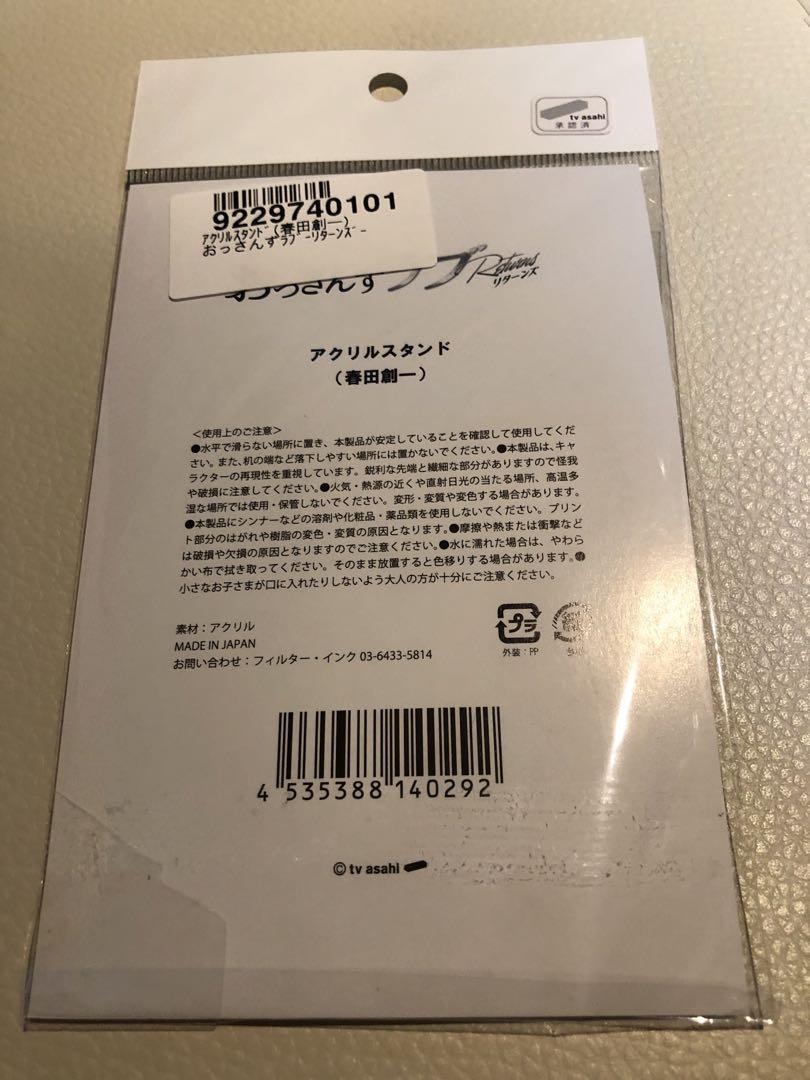 tv asahi
承認済
9229740101
ｱｸﾘﾙｽﾀﾝﾄﾞ(春田創一)
おっさんずﾗﾌﾞ-ﾘﾀｰﾝｽﾞ-
おっさんずラブ Returns
リターンズ
アクリルスタンド
（春田創一）
＜使用上のご注意＞
●水平で滑らない場所に置き、本製品が安定していることを確認して使用してくだ
さい。また、机の端など落下しやすい場所には置かないでください。●本製品は、キャ
ラクターの再現性を重視しています。鋭利な先端と繊細な部分がありますので怪我
や破損に注意してください。●火気・熱源の近くや直射日光の当たる場所、高温多
湿な場所では使用・保管しないでください。変形・変質や変色する場合があります。
●本製品にシンナーなどの溶剤や化粧品・薬品類を使用しないでください。プリン
ト部分のはがれや樹脂の変色・変質の原因となります。●摩擦や熱または衝撃など
は破損や欠損の原因となりますのでご注意ください。●水に濡れた場合は、やわら
かい布で拭き取ってください。そのまま放置すると色移りする場合があります。●
小さなお子さまが口に入れたりしないよう大人の方が十分にご注意ください。
素材：アクリル
MADE IN JAPAN
お問い合わせ：フィルター・インク 03-6433-5814
プラ
外装：PP
4 535388 140292
© tv asahi